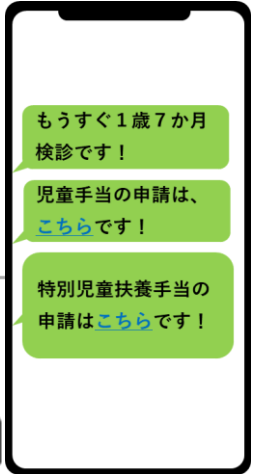 もうすぐ１歳７か月
検診です！
児童手当の申請は、
こちらです！
特別児童扶養手当の
申請はこちらです！